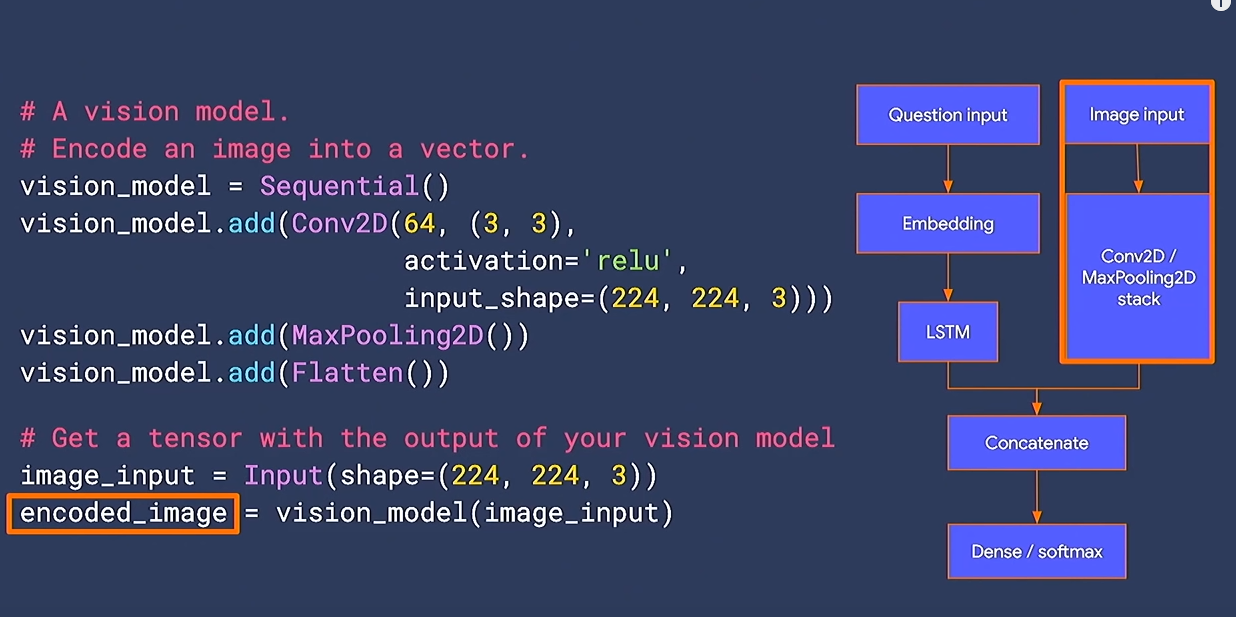 # A vision model.
# Encode an image into a vector.
vision_model = Sequential()
vision_model.add(Conv2D(64, (3, 3),
activation='relu',
input_shape=(224, 224, 3)))
vision_model.add(MaxPooling2D())
vision_model.add(Flatten())
# Get a tensor with the output of your vision model
image_input = Input(shape=(224, 224, 3))
encoded_image = vision_model(image_input)
Question input
Image input
Embedding
Conv2D /
MaxPooling2D
stack
LSTM
Concatenate
Dense / softmax